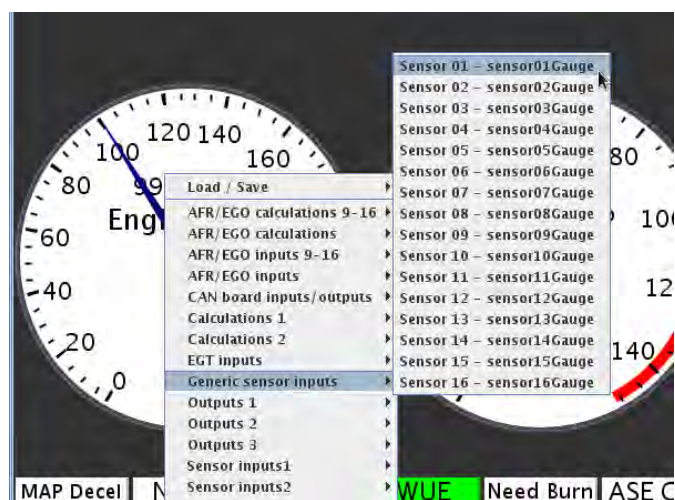 120 140
100
160
80
99
Engi
60
40
20
0
Load / Save
AFR/EGO calculations 9-16
AFR/EGO calculations
AFR/EGO inputs 9-16
AFR/EGO inputs
CAN board inputs/outputs
Calculations 1
Calculations 2
EGT inputs
Generic sensor inputs
Outputs 1
Outputs 2
Outputs 3
Sensor inputs1
Sensor inputs2
Sensor 01 - sensor01Gauge
Sensor 02 - sensor02Gauge
Sensor 03 - sensor03Gauge
Sensor 04 - sensor04Gauge
Sensor 05 - sensor05Gauge
Sensor 06 - sensor06Gauge
Sensor 07 - sensor07Gauge
Sensor 08 - sensor08Gauge
Sensor 09 - sensor09Gauge
Sensor 10 - sensor10Gauge
Sensor 11 - sensor11Gauge
Sensor 12 - sensor12Gauge
Sensor 13 - sensor13Gauge
Sensor 14 - sensor14Gauge
Sensor 15 - sensor15Gauge
Sensor 16 - sensor16Gauge
80
100
12
140
MAP Decel
N
WUE
Need Burn
ASE